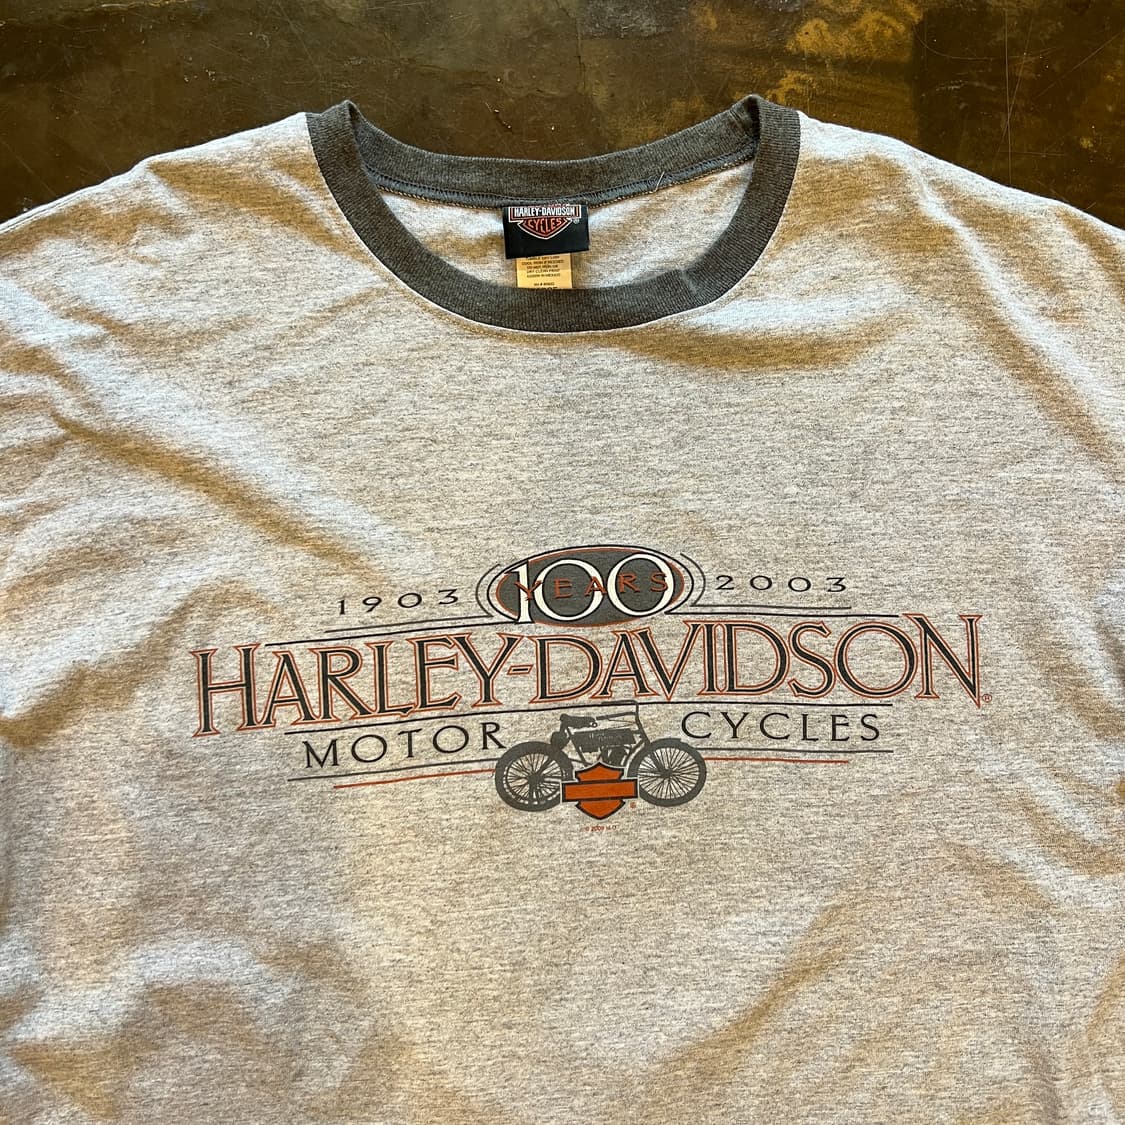 HARLEY-DAVIDSON
CYCLES
1903 100 YEARS 2003
HARLEY-DAVIDSON®
MOTOR CYCLES